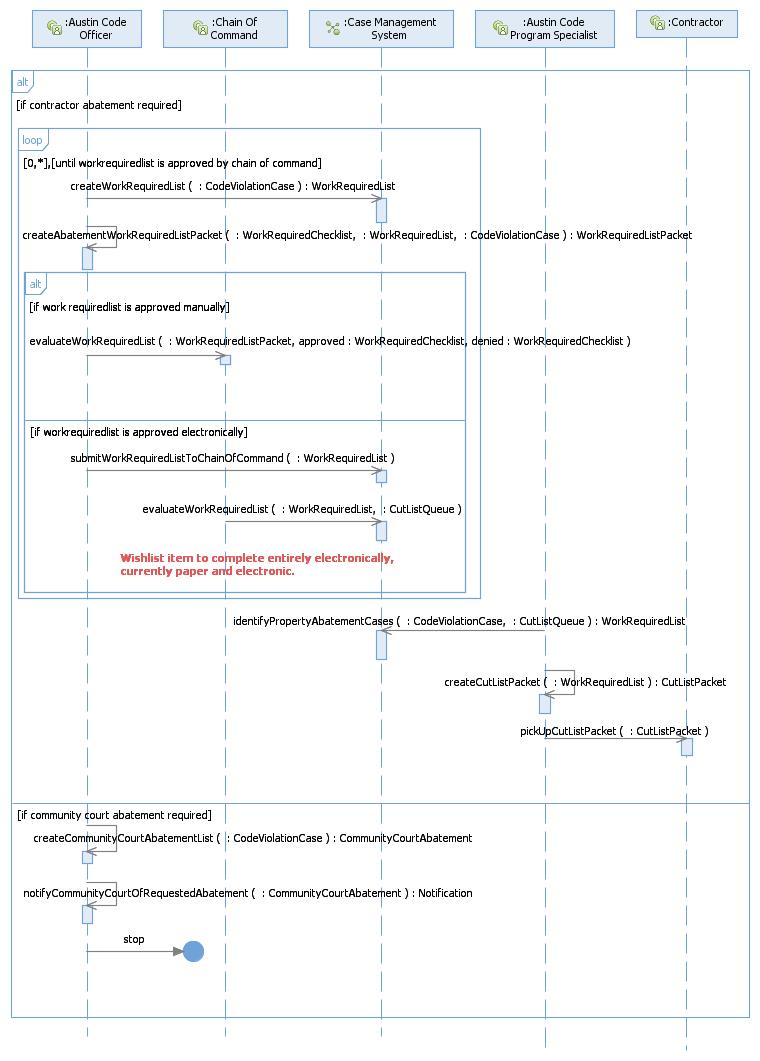 :Austin Code
Officer
:Chain Of
Command
:Case Management
System
:Austin Code
Program Specialist
:Contractor
alt
[if contractor abatement required]
loop
[0,*],[until workrequiredlist is approved by chain of command]
createWorkRequiredList ( : CodeViolationCase ) : WorkRequiredList
createAbatementWorkRequiredListPacket ( : WorkRequiredChecklist, : WorkRequiredList, : CodeViolationCase ) : WorkRequiredListPacket
alt
[if work requiredlist is approved manually]
evaluateWorkRequiredList ( : WorkRequiredListPacket, approved : WorkRequiredChecklist, denied : WorkRequiredChecklist )
[if workrequiredlist is approved electronically]
submitWorkRequiredListToChainOfCommand ( : WorkRequiredList )
evaluateWorkRequiredList ( : WorkRequiredList, : CutListQueue )
Wishlist item to complete entirely electronically,
currently paper and electronic.
identifyPropertyAbatementCases ( : CodeViolationCase, : CutListQueue ) : WorkRequiredList
createCutListPacket ( : WorkRequiredList ) : CutListPacket
pickUpCutListPacket ( : CutListPacket )
[if community court abatement required]
createCommunityCourtAbatementList ( : CodeViolationCase ) : CommunityCourtAbatement
notifyCommunityCourtOfRequestedAbatement ( : CommunityCourtAbatement ) : Notification
stop